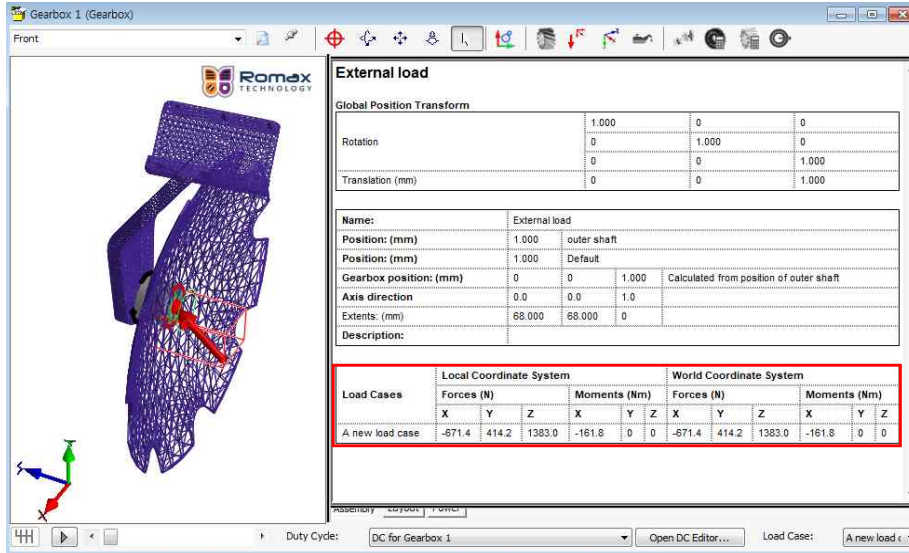 Gearbox 1 (Gearbox)
Front
Romax
TECHNOLOGY
External load
Global Position Transform
Rotation 1.000 0 0
0 1.000 0
0 0 1.000
Translation (mm) 0 0 1.000
Name: External load
Position: (mm) 1.000 outer shaft
Position: (mm) 1.000 Default
Gearbox position: (mm) 0 0 1.000 Calculated from position of outer shaft
Axis direction 0.0 0.0 1.0
Extents: (mm) 68.000 68.000 0
Description:
Load Cases Local Coordinate System World Coordinate System
Forces (N) Moments (Nm) Forces (N) Moments (Nm)
X Y Z X Y Z X Y Z X Y Z
A new load case -671.4 414.2 1383.0 -161.8 0 0 -671.4 414.2 1383.0 -161.8 0 0
Y
X
Assembly Layout Power
Duty Cycle: DC for Gearbox 1 Open DC Editor... Load Case: A new load c